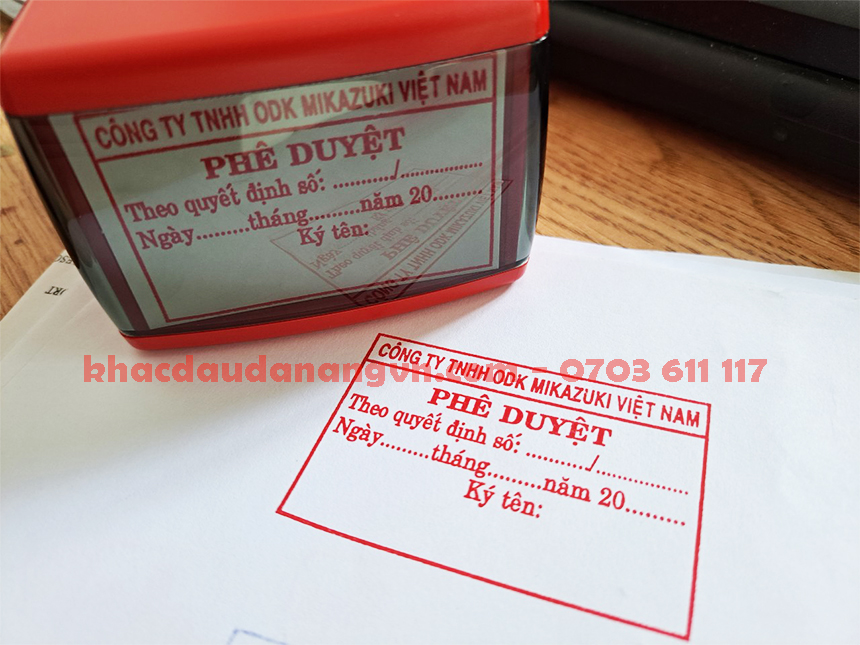 CÔNG TY TNHH ODK MIKAZUKI VIỆT NAM
PHÊ DUYỆT
Theo quyết định số: .........../...............
Ngày.........tháng.........năm 20.........
Ký tên:
khacdaudanangvn.com - 0703 611 117
CÔNG TY TNHH ODK MIKAZUKI VIỆT NAM
PHÊ DUYỆT
Theo quyết định số: .........../................
Ngày.........tháng.........năm 20.........
Ký tên: